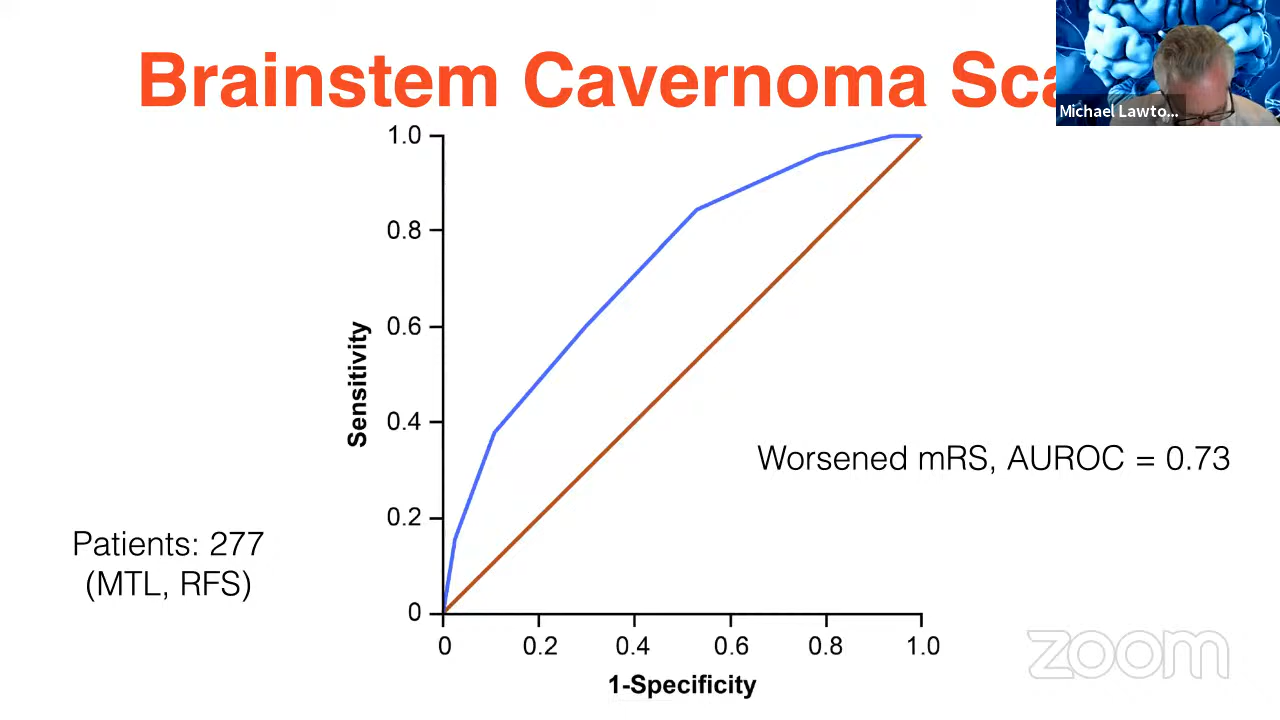 Brainstem Cavernoma Sca
Michael Lawto...
1.0
0.8
0.6
0.4
0.2
0
Sensitivity
Worsened mRS, AUROC = 0.73
Patients: 277
(MTL, RFS)
0 0.2 0.4 0.6 0.8 1.0
1-Specificity
zoom